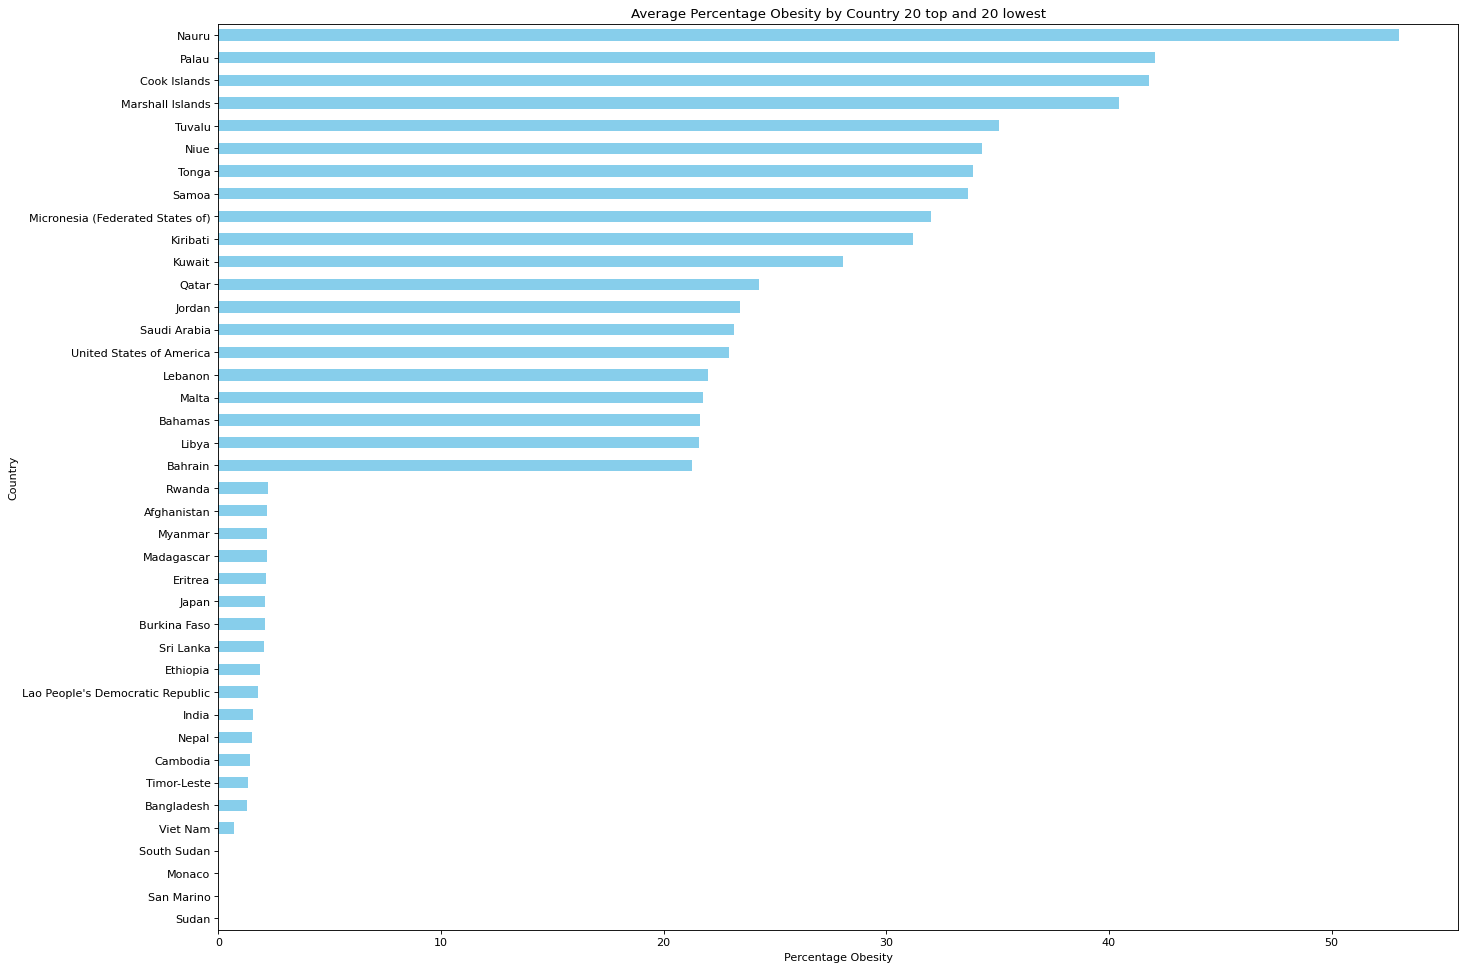 Average Percentage Obesity by Country 20 top and 20 lowest
Nauru
Palau
Cook Islands
Marshall Islands
Tuvalu
Niue
Tonga
Samoa
Micronesia (Federated States of)
Kiribati
Kuwait
Qatar
Jordan
Saudi Arabia
United States of America
Lebanon
Malta
Bahamas
Libya
Bahrain
Rwanda
Afghanistan
Myanmar
Madagascar
Eritrea
Japan
Burkina Faso
Sri Lanka
Ethiopia
Lao People's Democratic Republic
India
Nepal
Cambodia
Timor-Leste
Bangladesh
Viet Nam
South Sudan
Monaco
San Marino
Sudan
Country
0 10 20 30 40 50
Percentage Obesity